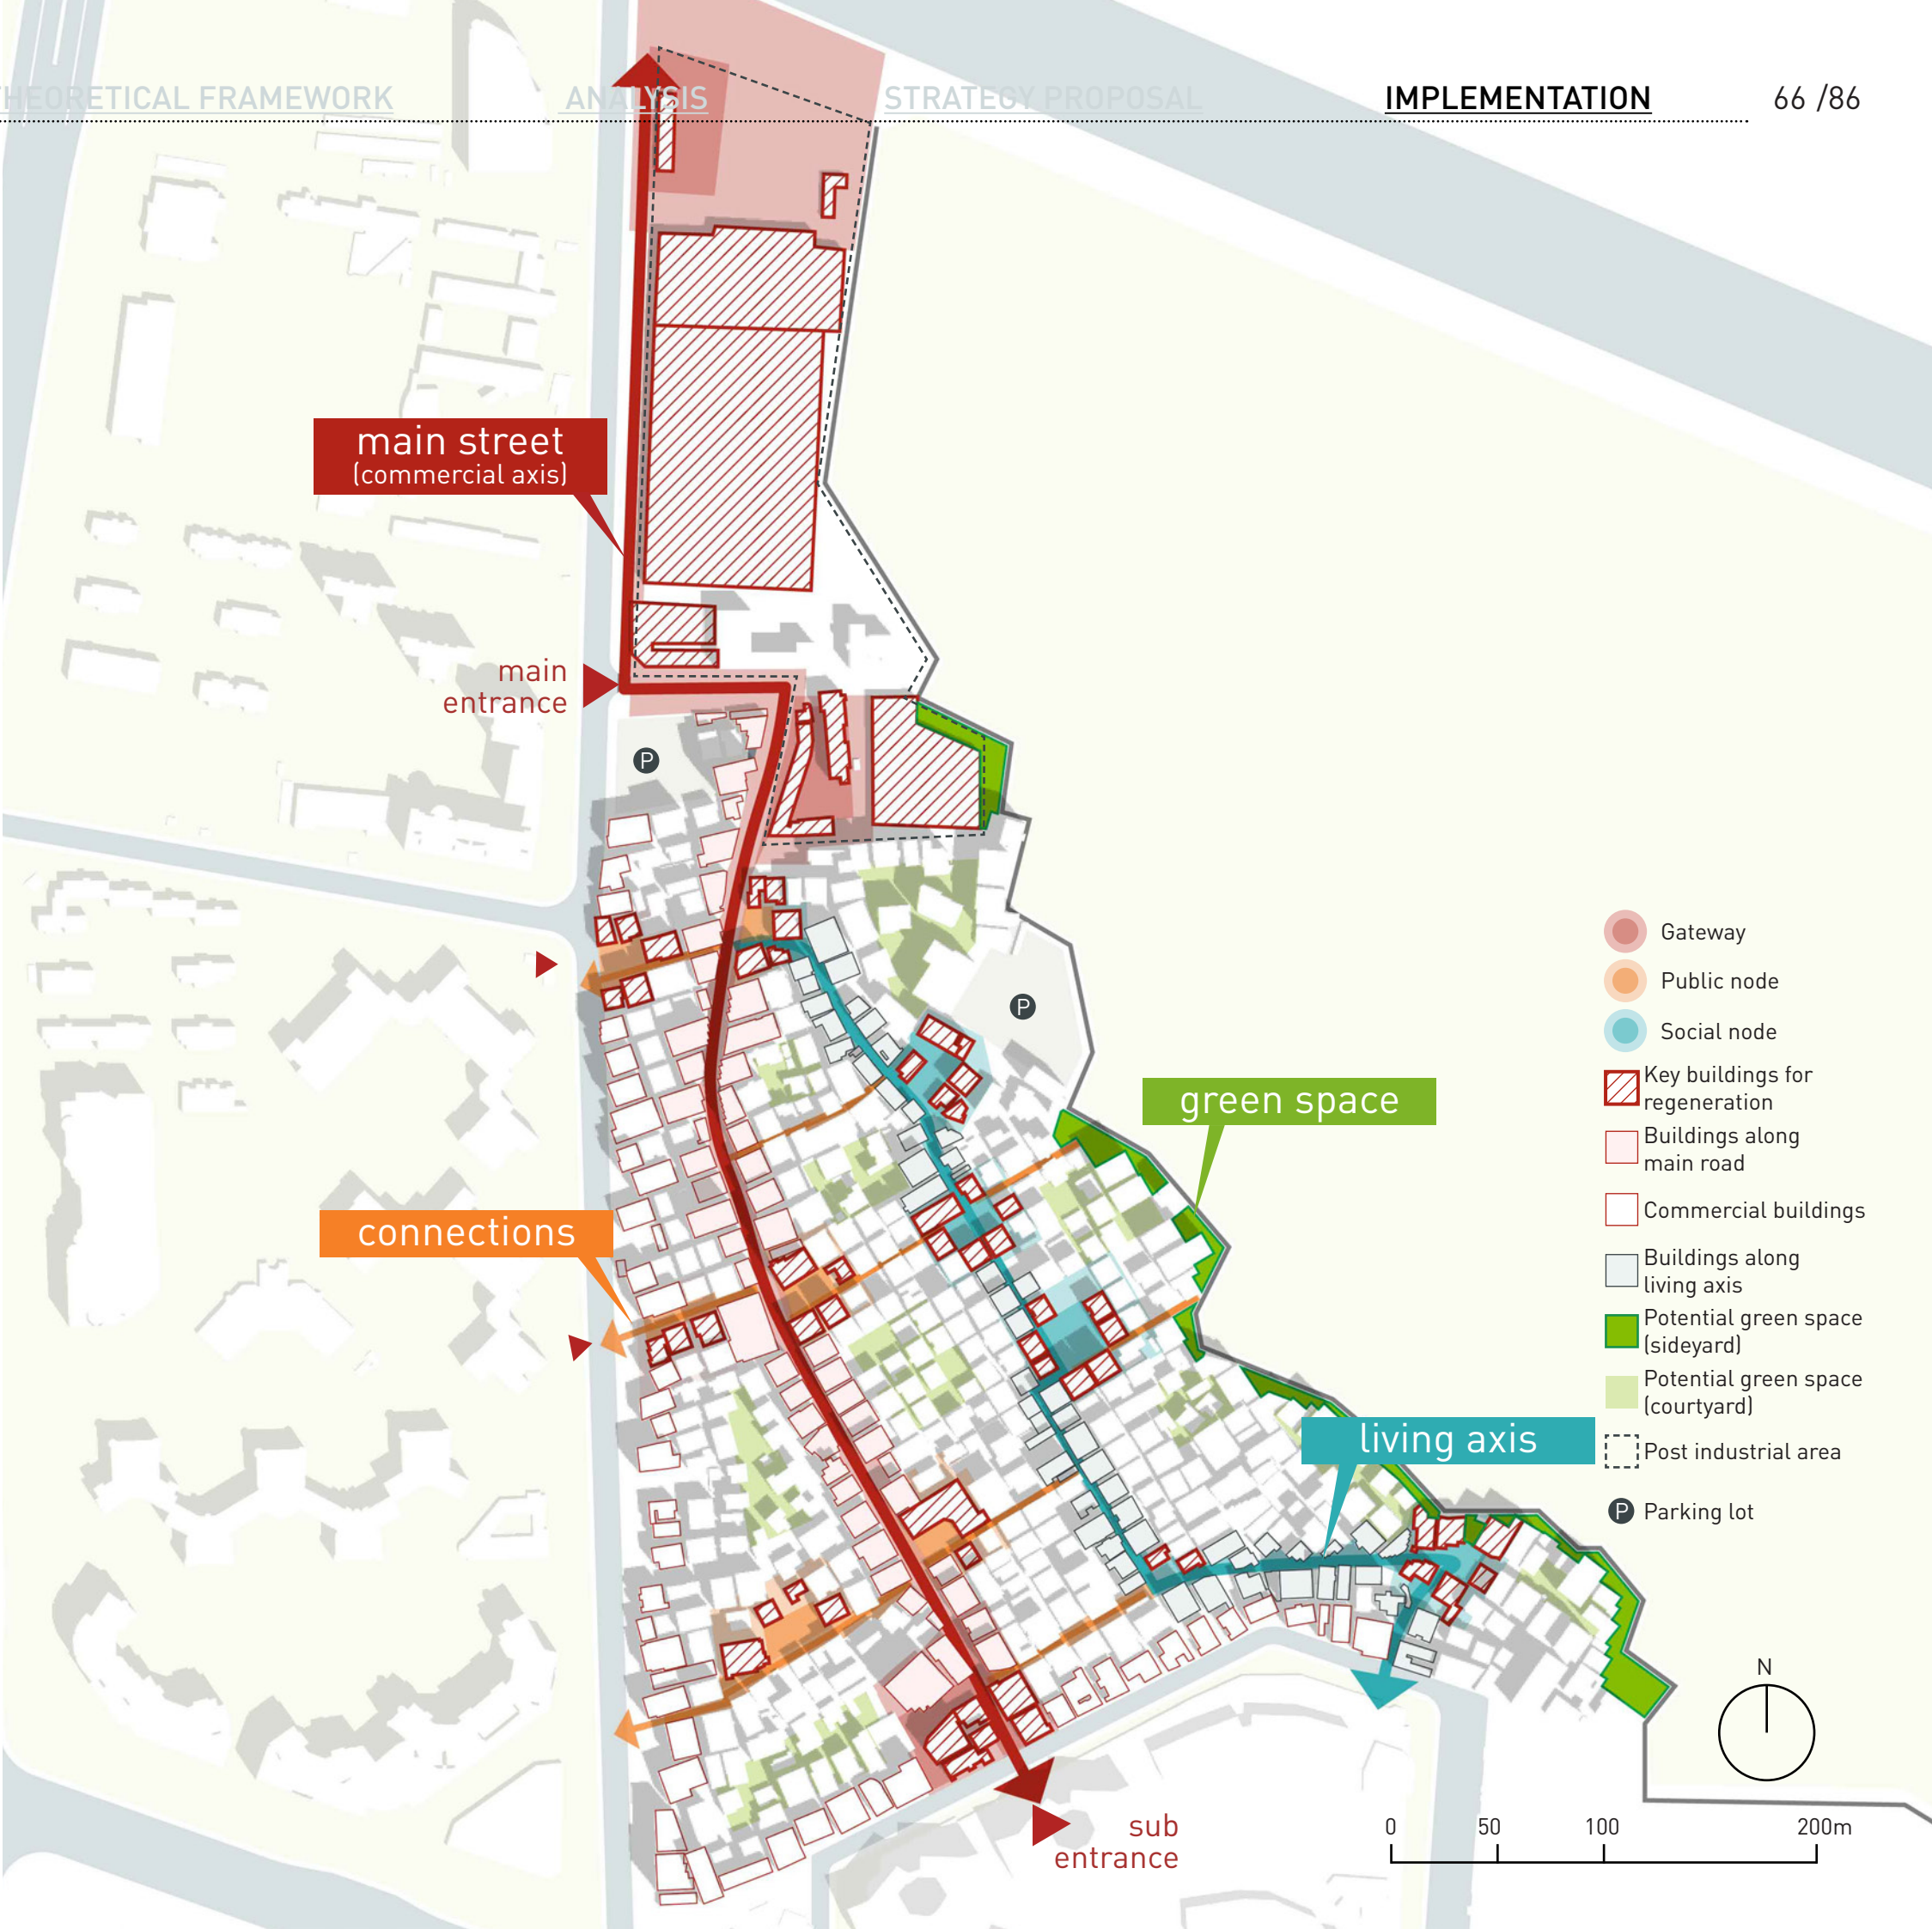 THEORETICAL FRAMEWORK ANALYSIS STRATEGY PROPOSAL IMPLEMENTATION 66 /86
main street
(commercial axis)
main
entrance
P
P
Gateway
Public node
Social node
Key buildings for
regeneration
Buildings along
main road
Commercial buildings
Buildings along
living axis
Potential green space
(sideyard)
Potential green space
(courtyard)
Post industrial area
P Parking lot
green space
connections
living axis
N
0 50 100 200m
sub
entrance